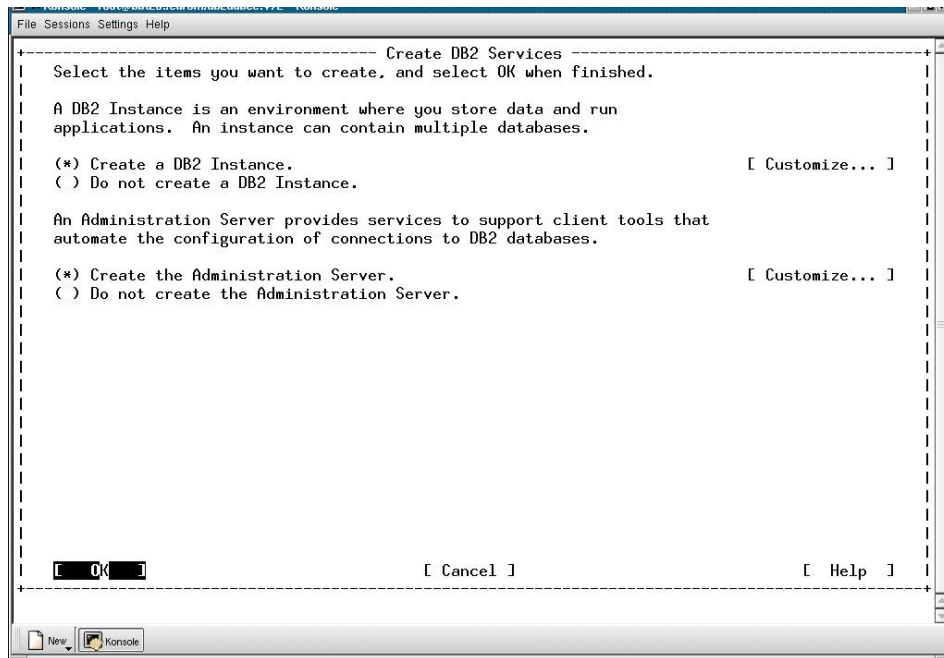 File Sessions Settings Help
Create DB2 Services
Select the items you want to create, and select OK when finished.
A DB2 Instance is an environment where you store data and run
applications.  An instance can contain multiple databases.
(*) Create a DB2 Instance. [ Customize... ]
( ) Do not create a DB2 Instance.
An Administration Server provides services to support client tools that
automate the configuration of connections to DB2 databases.
(*) Create the Administration Server. [ Customize... ]
( ) Do not create the Administration Server.
[ OK ] [ Cancel ] [ Help ]
New Konsole